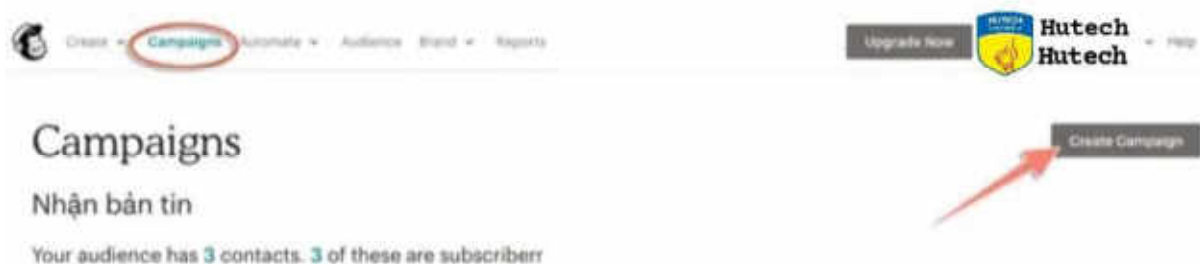 Create Campaigns Automate Audience Brand Reports
Upgrade Now
HUTECH
Hutech
Hutech
Help
Campaigns
Create Campaign
Nhận bản tin
Your audience has 3 contacts. 3 of these are subscriberr